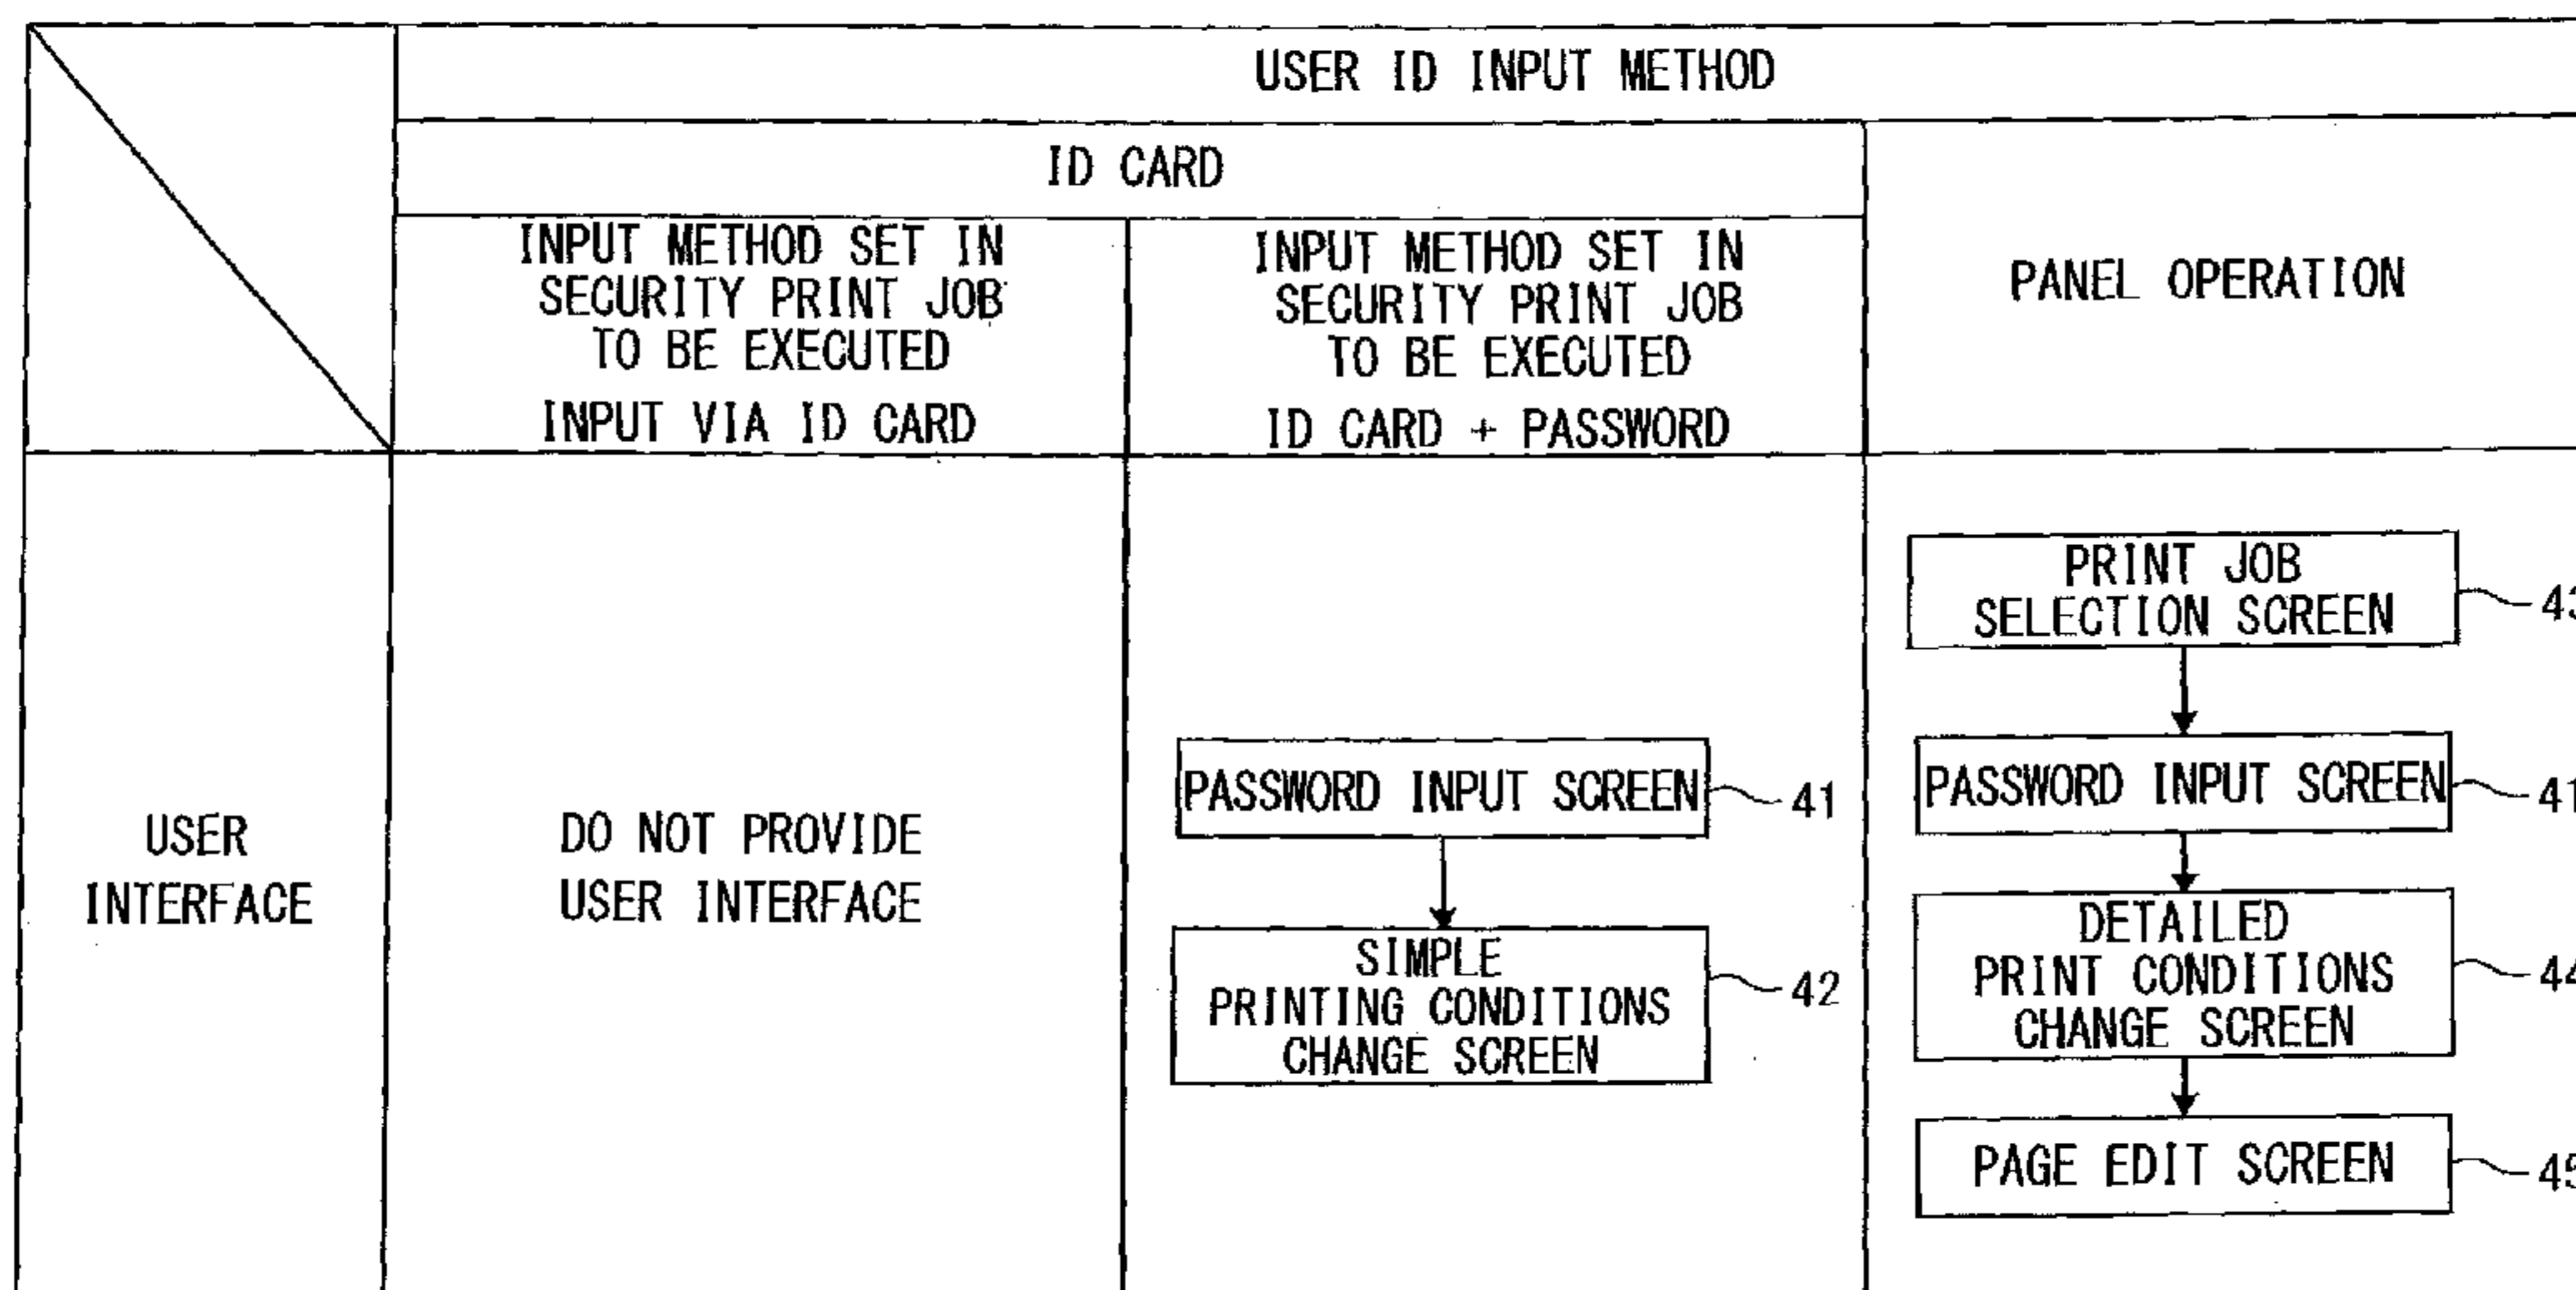 USER ID INPUT METHOD
ID CARD
INPUT METHOD SET IN
SECURITY PRINT JOB
TO BE EXECUTED
INPUT VIA ID CARD
INPUT METHOD SET IN
SECURITY PRINT JOB
TO BE EXECUTED
ID CARD + PASSWORD
PANEL OPERATION
USER
INTERFACE
DO NOT PROVIDE
USER INTERFACE
PASSWORD INPUT SCREEN
41
SIMPLE
PRINTING CONDITIONS
CHANGE SCREEN
42
PRINT JOB
SELECTION SCREEN
43
PASSWORD INPUT SCREEN
41
DETAILED
PRINT CONDITIONS
CHANGE SCREEN
44
PAGE EDIT SCREEN
45